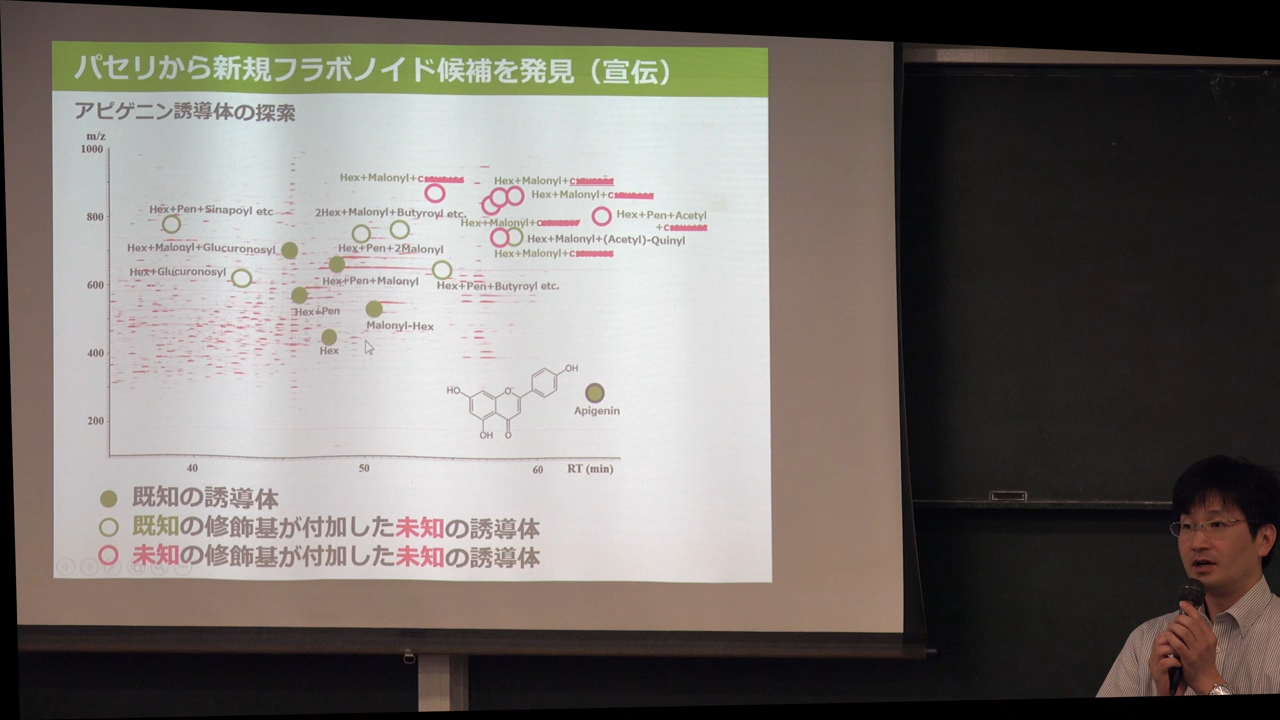 パセリから新規フラボノイド候補を発見（宣伝）
アピゲニン誘導体の探索
m/z
1000
800
600
400
200
40
50
60
RT (min)
Hex+Malonyl+
Hex+Malonyl+
Hex+Malonyl+
Hex+Pen+Sinapoyl etc
2Hex+Malonyl+Butyroyl etc.
Hex+Pen+Acetyl
+
Hex+Malonyl+
Hex+Malonyl+(Acetyl)-Quinyl
Hex+Malonyl+Glucuronosyl
Hex+Pen+2Malonyl
Hex+Malonyl+
Hex+Glucuronosyl
Hex+Pen+Malonyl
Hex+Pen+Butyroyl etc.
Hex+Pen
Malonyl-Hex
Hex
OH
HO
O
OH
O
Apigenin
既知の誘導体
既知の修飾基が付加した未知の誘導体
未知の修飾基が付加した未知の誘導体